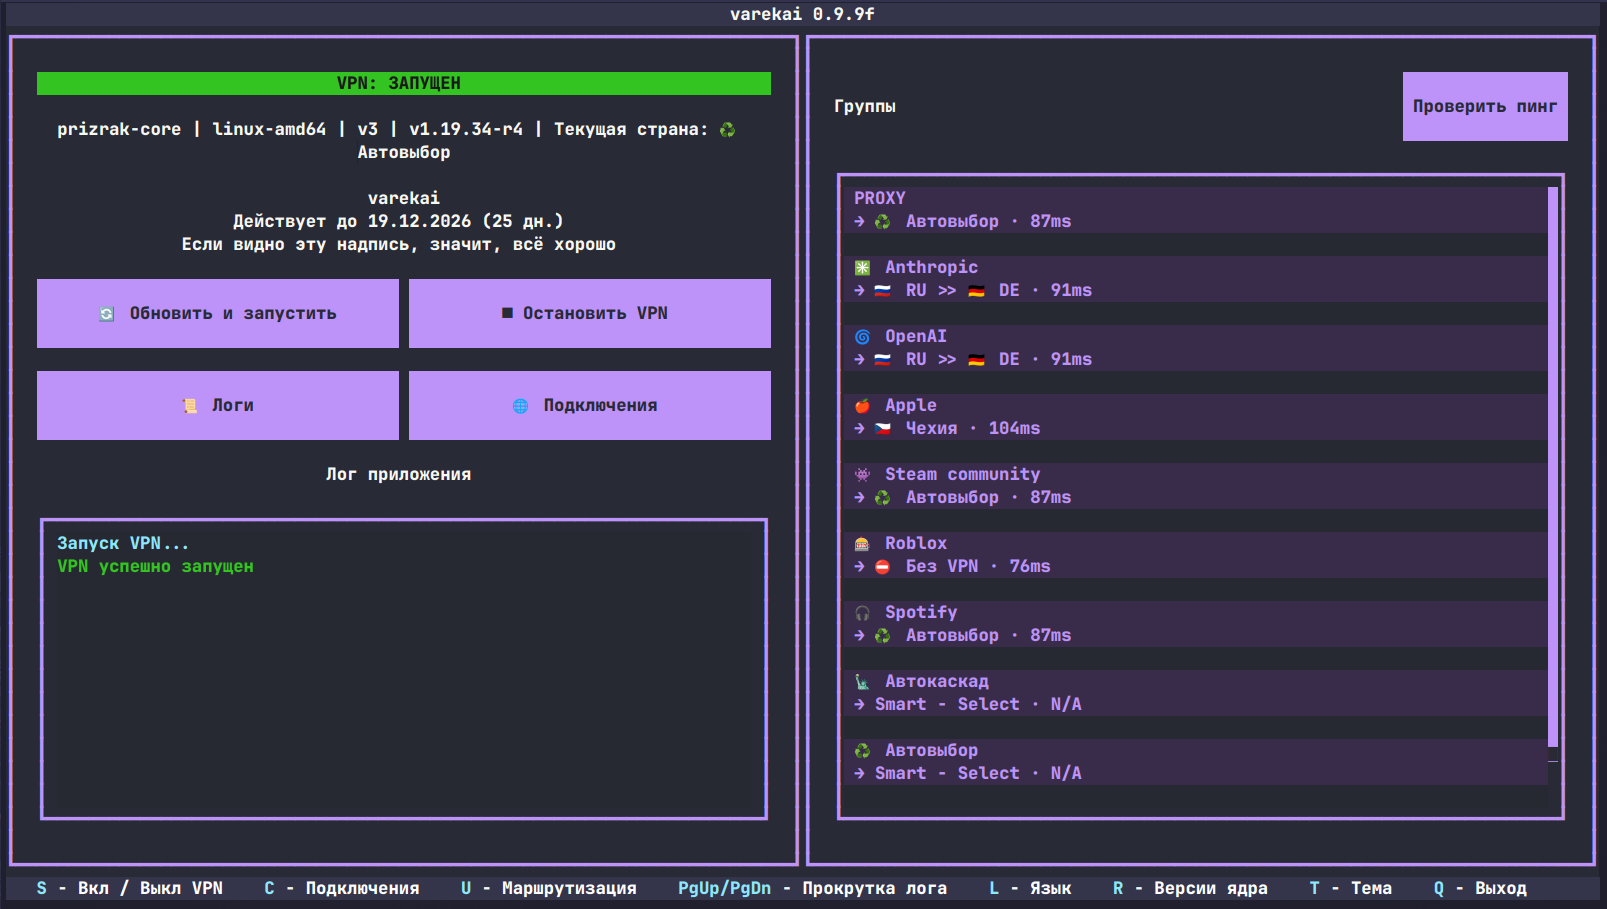 varekai 0.9.9f
VPN: ЗАПУЩЕН
prizrak-core | linux-amd64 | v3 | v1.19.34-r4 | Текущая страна: ♻️
Автовыбор
varekai
Действует до 19.12.2026 (25 дн.)
Если видно эту надпись, значит, всё хорошо
🔄 Обновить и запустить
■ Остановить VPN
📜 Логи
🌐 Подключения
Лог приложения
Запуск VPN...
VPN успешно запущен
Группы
Проверить пинг
PROXY
→ ♻️ Автовыбор · 87ms
✳️ Anthropic
→ 🇷🇺 RU >> 🇩🇪 DE · 91ms
🌀 OpenAI
→ 🇷🇺 RU >> 🇩🇪 DE · 91ms
🍎 Apple
→ 🇨🇿 Чехия · 104ms
👾 Steam community
→ ♻️ Автовыбор · 87ms
🎰 Roblox
→ ⛔ Без VPN · 76ms
🎧 Spotify
→ ♻️ Автовыбор · 87ms
🗽 Автокаскад
→ Smart - Select · N/A
♻️ Автовыбор
→ Smart - Select · N/A
S - Вкл / Выкл VPN C - Подключения U - Маршрутизация PgUp/PgDn - Прокрутка лога L - Язык R - Версии ядра T - Тема Q - Выход